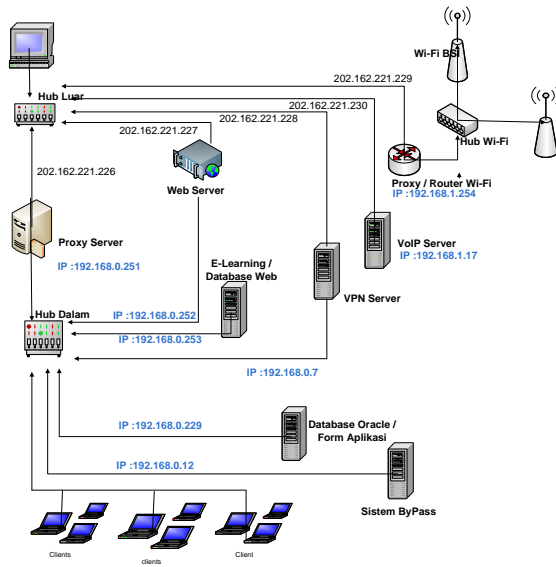 Wi-Fi BSI
202.162.221.229
Hub Luar
202.162.221.230
202.162.221.228
202.162.221.227
Hub Wi-Fi
202.162.221.226
Web Server
Proxy / Router Wi-Fi
IP :192.168.1.254
Proxy Server
IP :192.168.0.251
VoIP Server
IP :192.168.1.17
E-Learning /
Database Web
VPN Server
Hub Dalam
IP :192.168.0.252
IP :192.168.0.253
IP :192.168.0.7
IP :192.168.0.229
Database Oracle /
Form Aplikasi
IP :192.168.0.12
Sistem ByPass
Clients
clients
Client